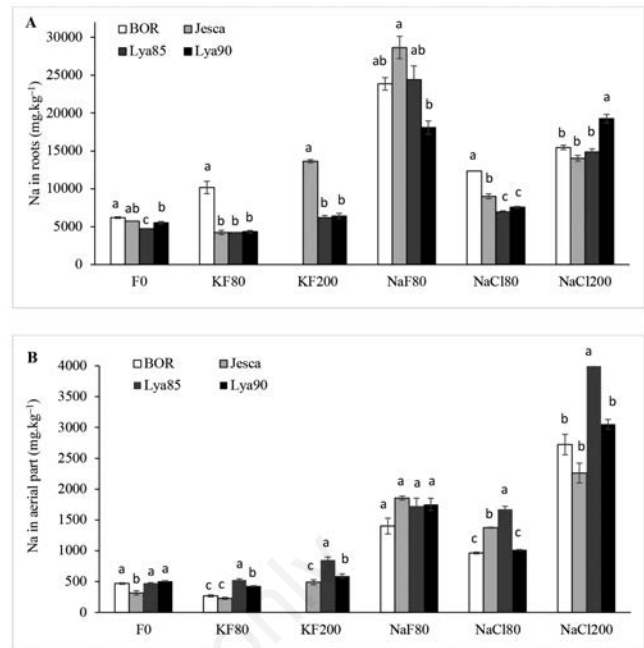 A
BOR Jesca
Lya85 Lya90
Na in roots (mg.kg⁻¹)
35000
30000
25000
20000
15000
10000
5000
0
a ab c b
a b b b
a b b
ab a ab b
a b c c
b b b a
F0 KF80 KF200 NaF80 NaCl80 NaCl200
B
BOR Jesca
Lya85 Lya90
Na in aerial part (mg.kg⁻¹)
4000
3500
3000
2500
2000
1500
1000
500
0
a b a a
c c a b
c a b
a a a a
c b a c
b b a b
F0 KF80 KF200 NaF80 NaCl80 NaCl200
only